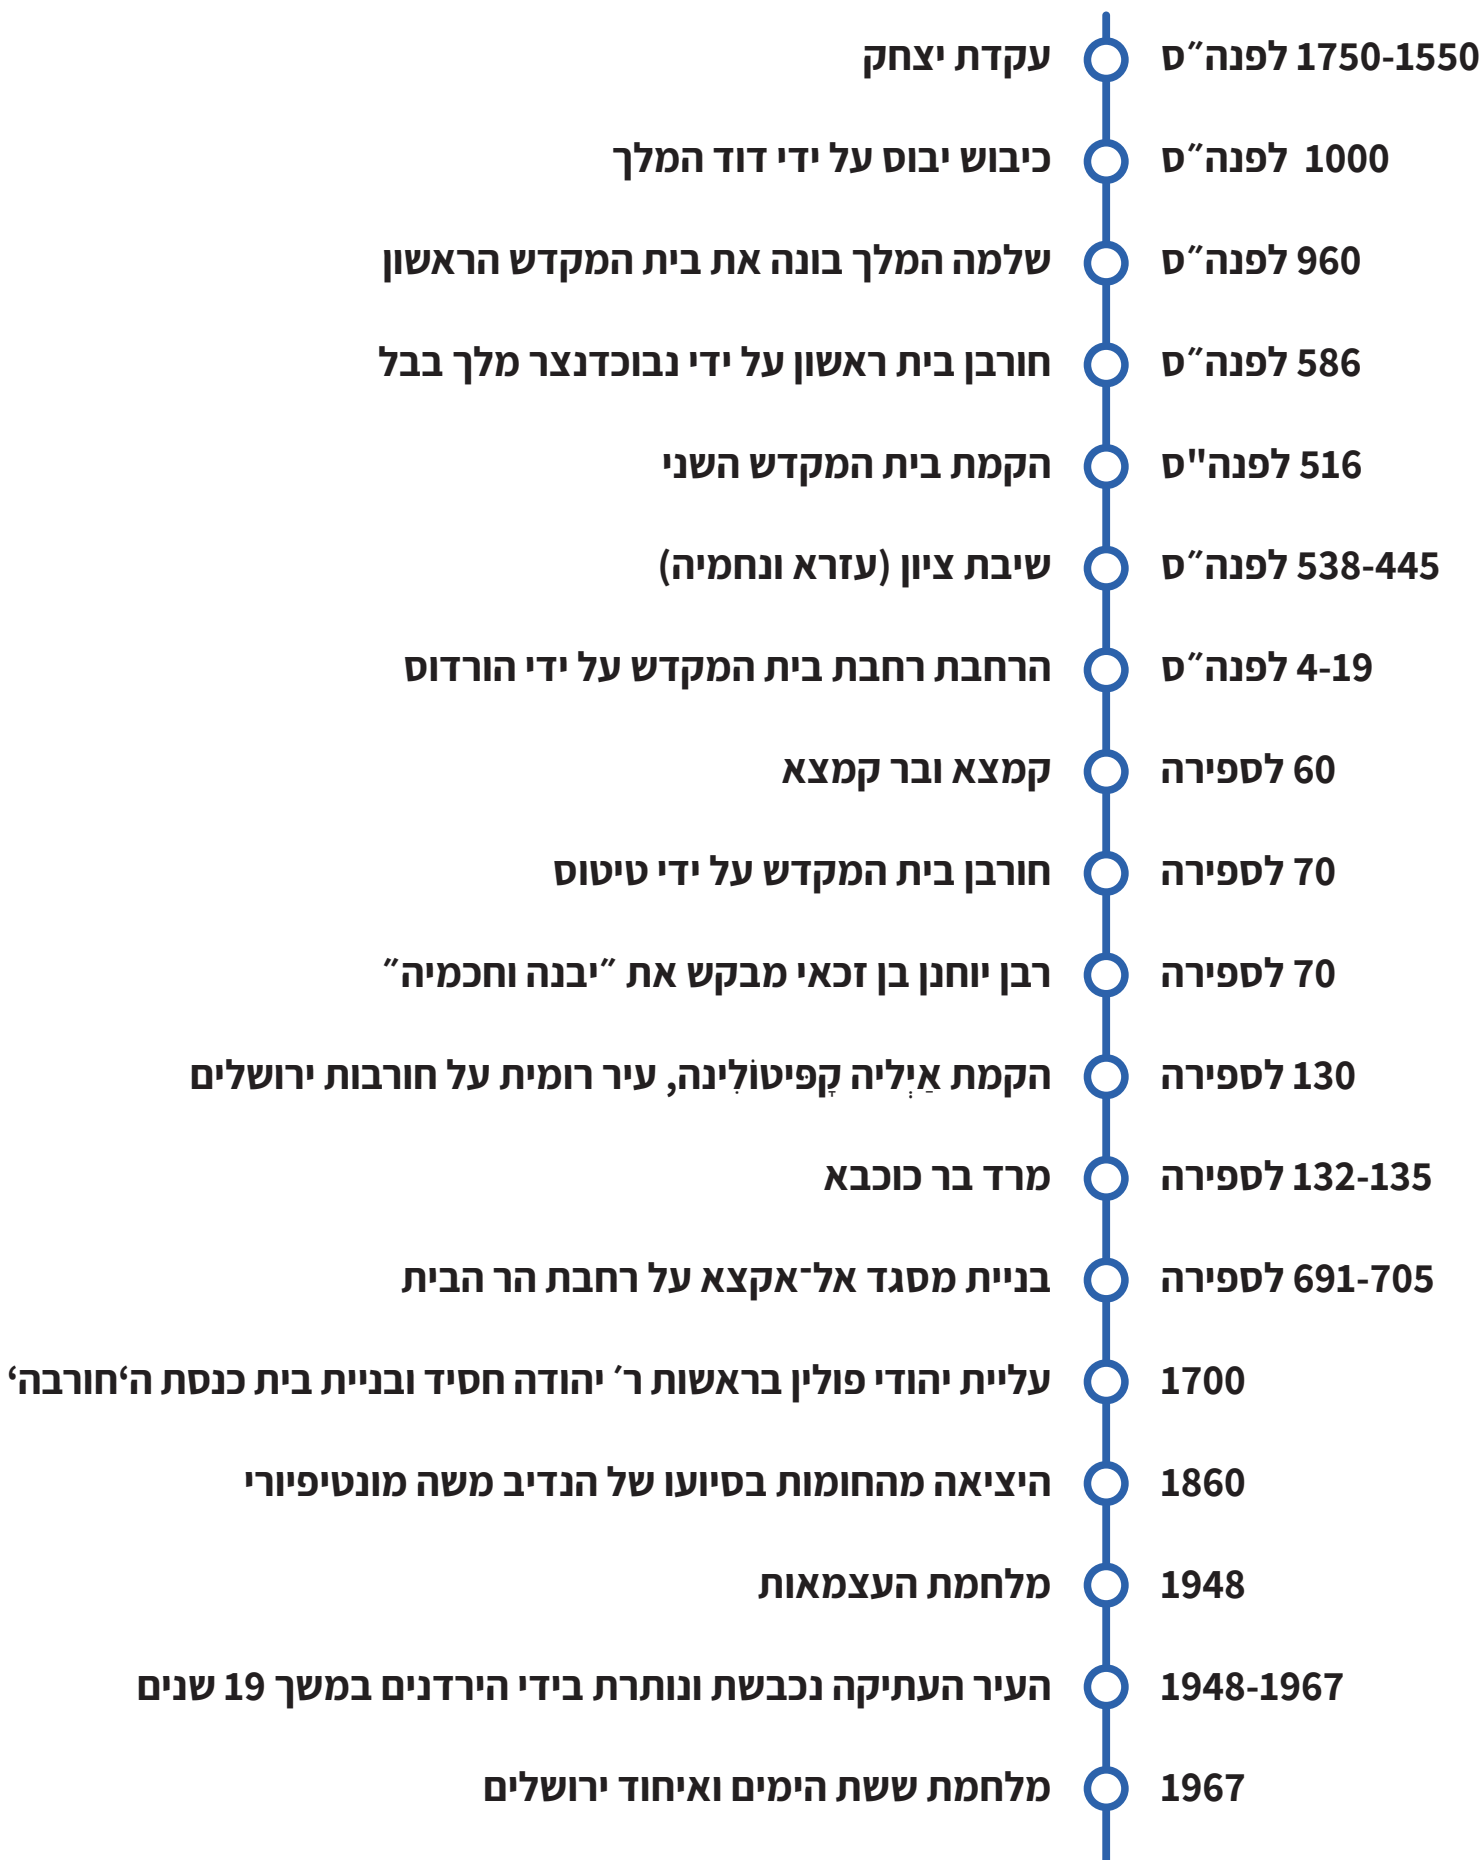 1750-1550 לפנה״ס עקדת יצחק
1000 לפנה״ס כיבוש יבוס על ידי דוד המלך
960 לפנה״ס שלמה המלך בונה את בית המקדש הראשון
586 לפנה״ס חורבן בית ראשון על ידי נבוכדנצר מלך בבל
516 לפנה"ס הקמת בית המקדש השני
538-445 לפנה״ס שיבת ציון (עזרא ונחמיה)
4-19 לפנה״ס הרחבת רחבת בית המקדש על ידי הורדוס
60 לספירה קמצא ובר קמצא
70 לספירה חורבן בית המקדש על ידי טיטוס
70 לספירה רבן יוחנן בן זכאי מבקש את ״יבנה וחכמיה״
130 לספירה הקמת אַיְליה קָפּיטוֹלִינה, עיר רומית על חורבות ירושלים
132-135 לספירה מרד בר כוכבא
691-705 לספירה בניית מסגד אל־אקצא על רחבת הר הבית
1700 עליית יהודי פולין בראשות ר׳ יהודה חסיד ובניית בית כנסת ה‘חורבה‘
1860 היציאה מהחומות בסיועו של הנדיב משה מונטיפיורי
1948 מלחמת העצמאות
1948-1967 העיר העתיקה נכבשת ונותרת בידי הירדנים במשך 19 שנים
1967 מלחמת ששת הימים ואיחוד ירושלים